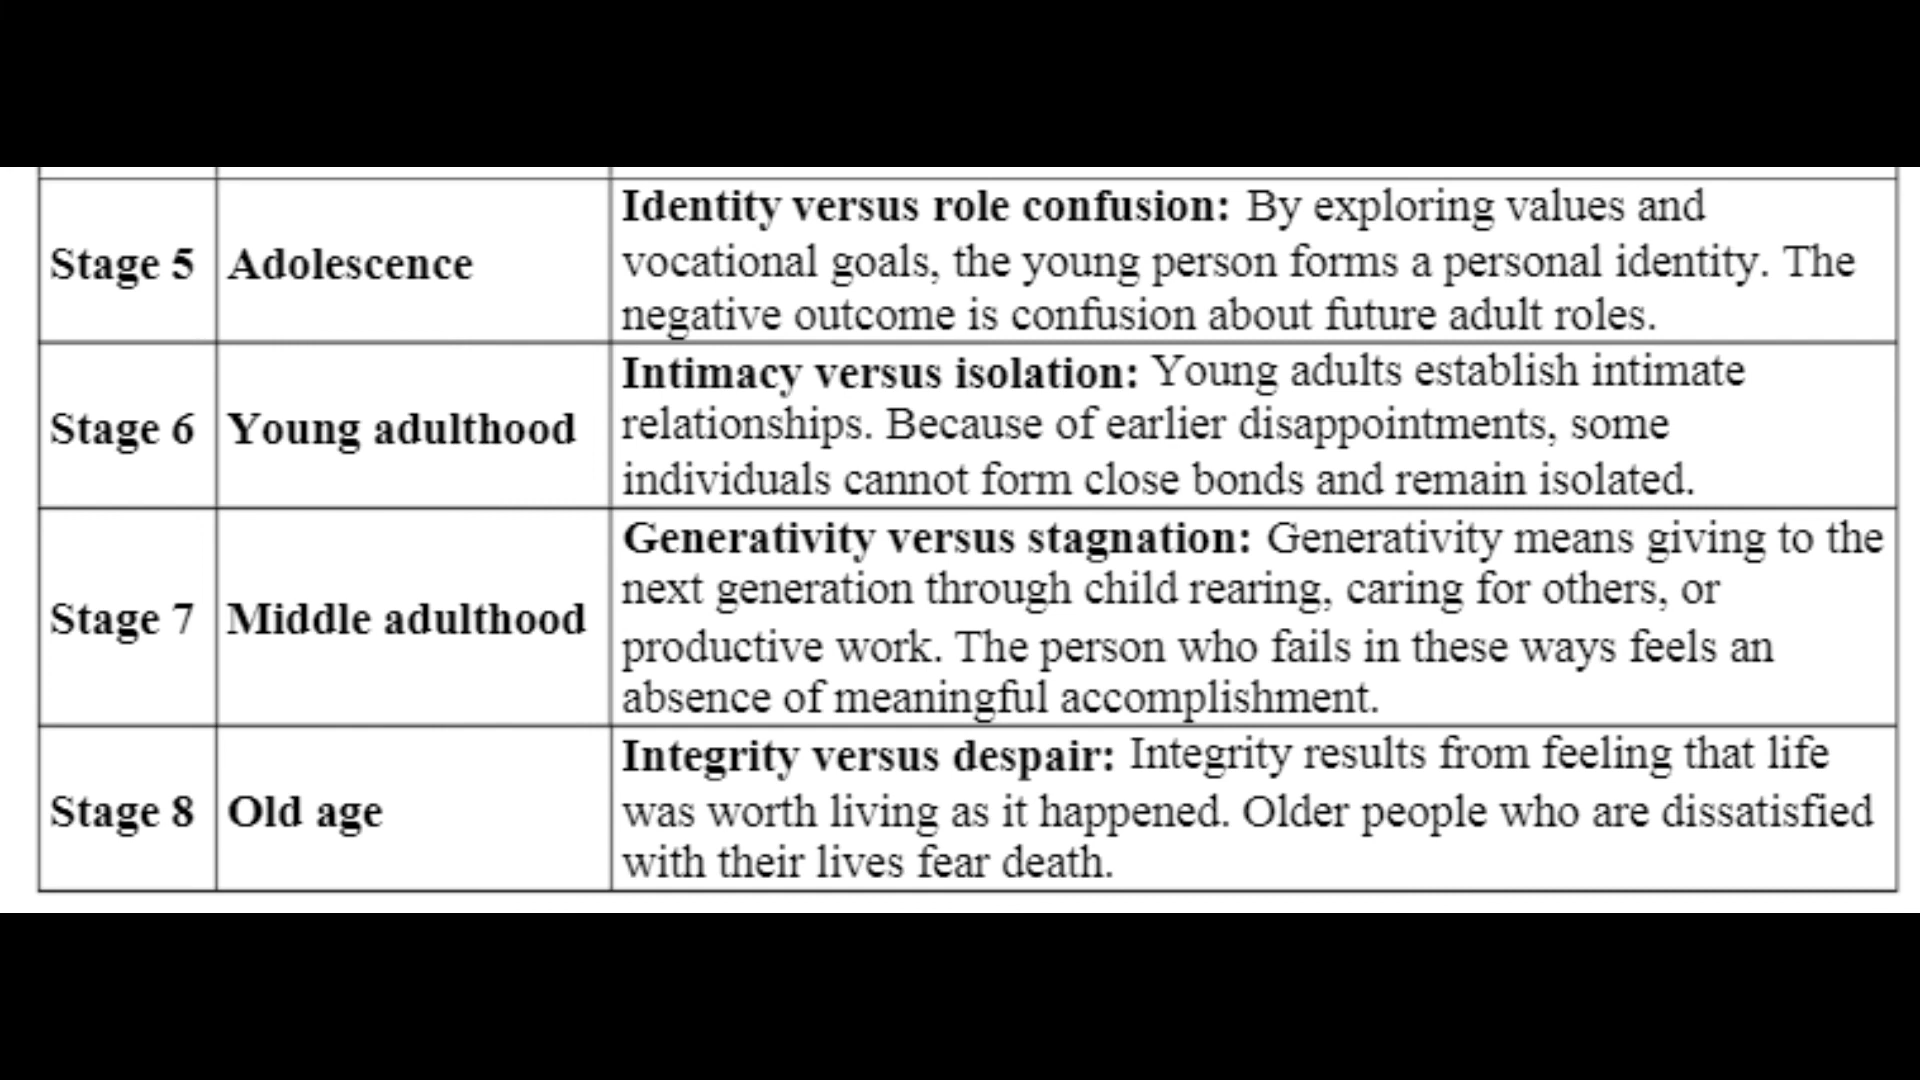 Stage 5
Adolescence
Identity versus role confusion: By exploring values and
vocational goals, the young person forms a personal identity. The
negative outcome is confusion about future adult roles.
Stage 6
Young adulthood
Intimacy versus isolation: Young adults establish intimate
relationships. Because of earlier disappointments, some
individuals cannot form close bonds and remain isolated.
Stage 7
Middle adulthood
Generativity versus stagnation: Generativity means giving to the
next generation through child rearing, caring for others, or
productive work. The person who fails in these ways feels an
absence of meaningful accomplishment.
Stage 8
Old age
Integrity versus despair: Integrity results from feeling that life
was worth living as it happened. Older people who are dissatisfied
with their lives fear death.